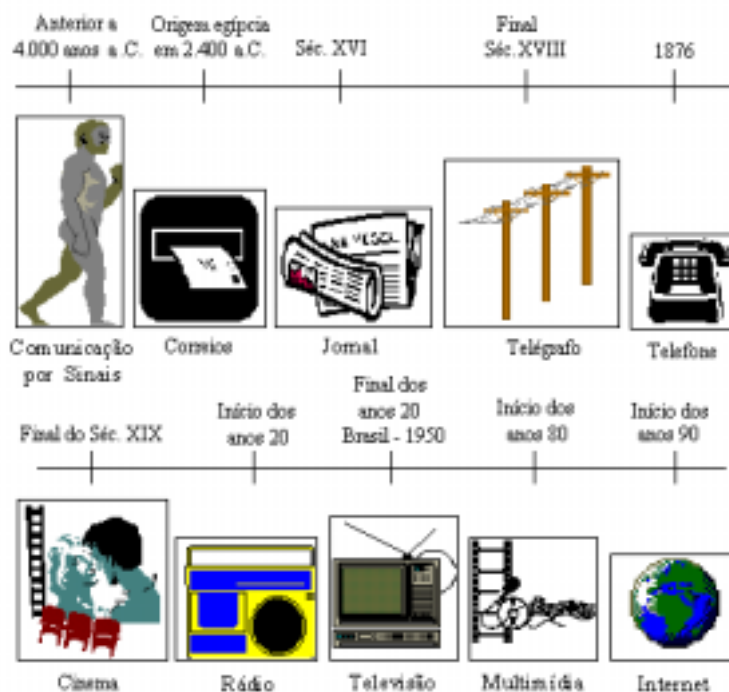 Anterior a
4.000 anos a.C.
Origem egípcia
em 2.400 a.C.
Séc. XVI
Final
Séc. XVIII
1876
Comunicação
por Sinais
Correios
Jornal
Telégrafo
Telefone
Final do Séc. XIX
Início dos
anos 20
Final dos
anos 20
Brasil - 1950
Início dos
anos 80
Início dos
anos 90
Cinema
Rádio
Televisão
Multimídia
Internet